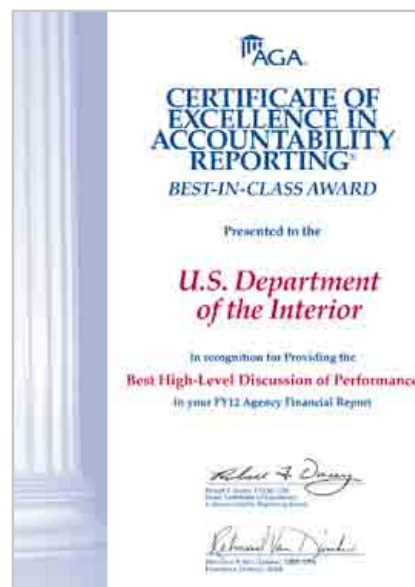 AGA
CERTIFICATE OF
EXCELLENCE IN
ACCOUNTABILITY
REPORTING®
BEST-IN-CLASS AWARD
Presented to the
U.S. Department
of the Interior
In recognition for Providing the
Best High-Level Discussion of Performance
in your FY12 Agency Financial Report